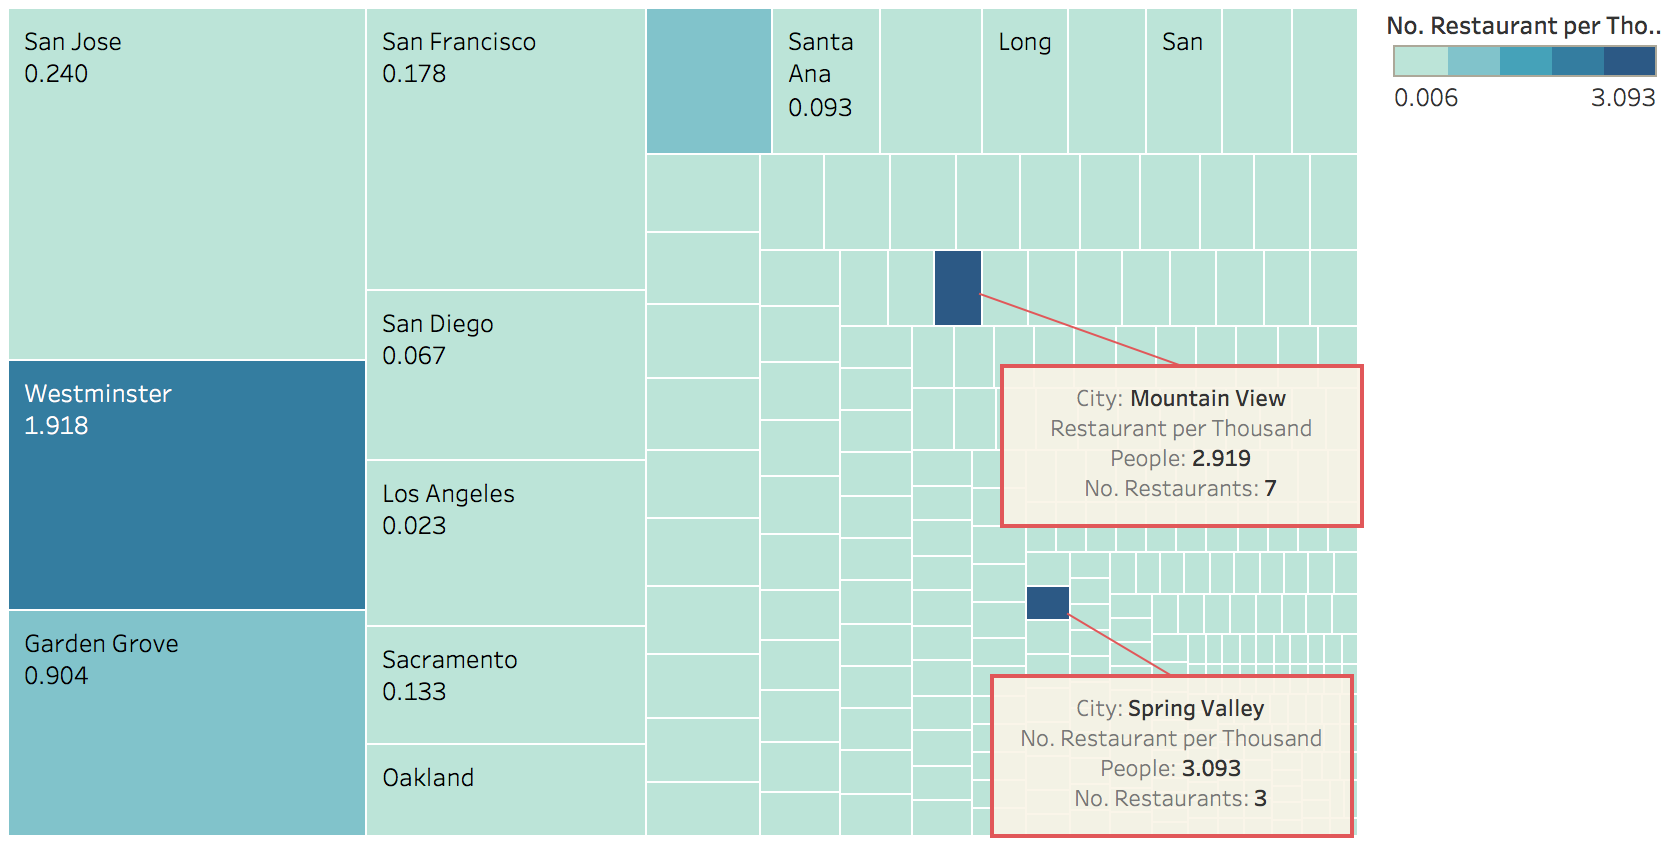 San Jose
0.240
San Francisco
0.178
Santa
Ana
0.093
Long
San
No. Restaurant per Tho..
0.006
3.093
San Diego
0.067
Westminster
1.918
City: Mountain View
Restaurant per Thousand
People: 2.919
No. Restaurants: 7
Los Angeles
0.023
Garden Grove
0.904
Sacramento
0.133
City: Spring Valley
No. Restaurant per Thousand
People: 3.093
No. Restaurants: 3
Oakland